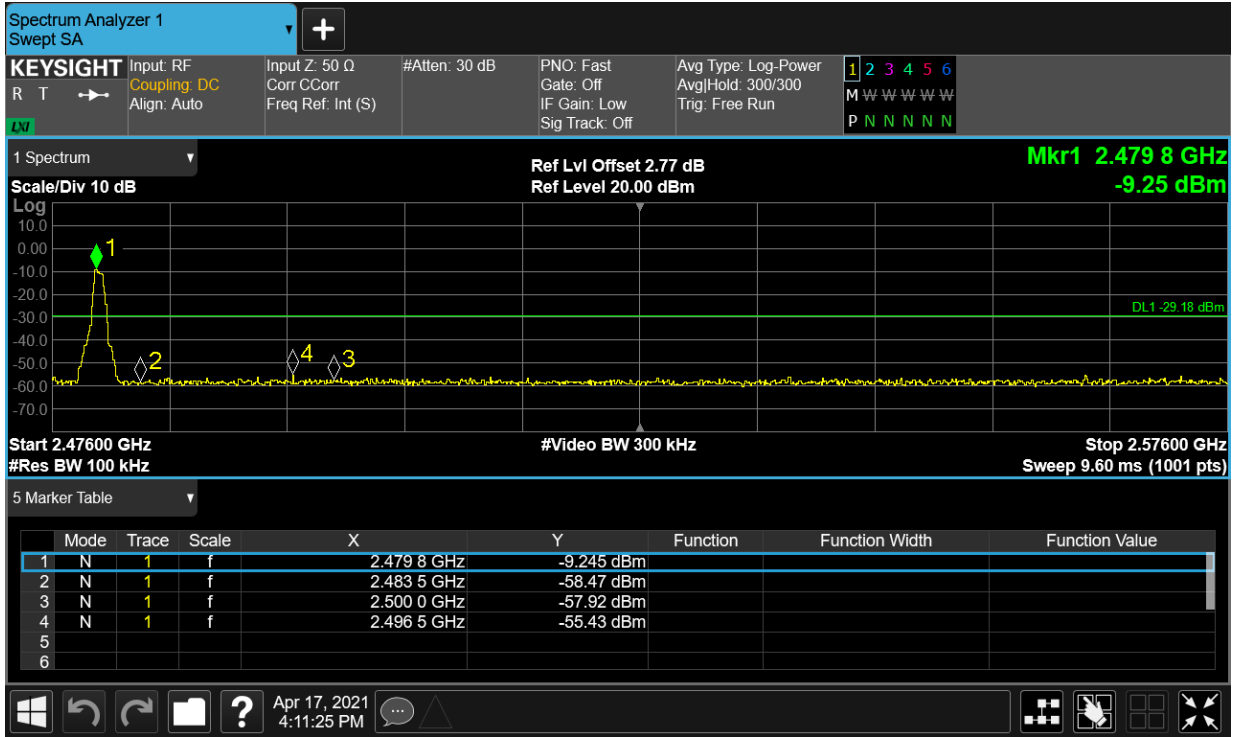 Spectrum Analyzer 1
Swept SA
KEYSIGHT
R T
LXI
Input: RF
Coupling: DC
Align: Auto
Input Z: 50 Ω
Corr CCorr
Freq Ref: Int (S)
#Atten: 30 dB
PNO: Fast
Gate: Off
IF Gain: Low
Sig Track: Off
Avg Type: Log-Power
Avg|Hold: 300/300
Trig: Free Run
1 2 3 4 5 6
M W W W W W
P N N N N N
1 Spectrum
Scale/Div 10 dB
Ref Lvl Offset 2.77 dB
Ref Level 20.00 dBm
Mkr1 2.479 8 GHz
-9.25 dBm
Log
10.0
0.00
-10.0
-20.0
-30.0
-40.0
-50.0
-60.0
-70.0
1
2
4
3
DL1 -29.18 dBm
Start 2.47600 GHz
#Res BW 100 kHz
#Video BW 300 kHz
Stop 2.57600 GHz
Sweep 9.60 ms (1001 pts)
5 Marker Table
Mode Trace Scale X Y Function Function Width Function Value
1 N 1 f 2.479 8 GHz -9.245 dBm
2 N 1 f 2.483 5 GHz -58.47 dBm
3 N 1 f 2.500 0 GHz -57.92 dBm
4 N 1 f 2.496 5 GHz -55.43 dBm
5
6
?
Apr 17, 2021
4:11:25 PM